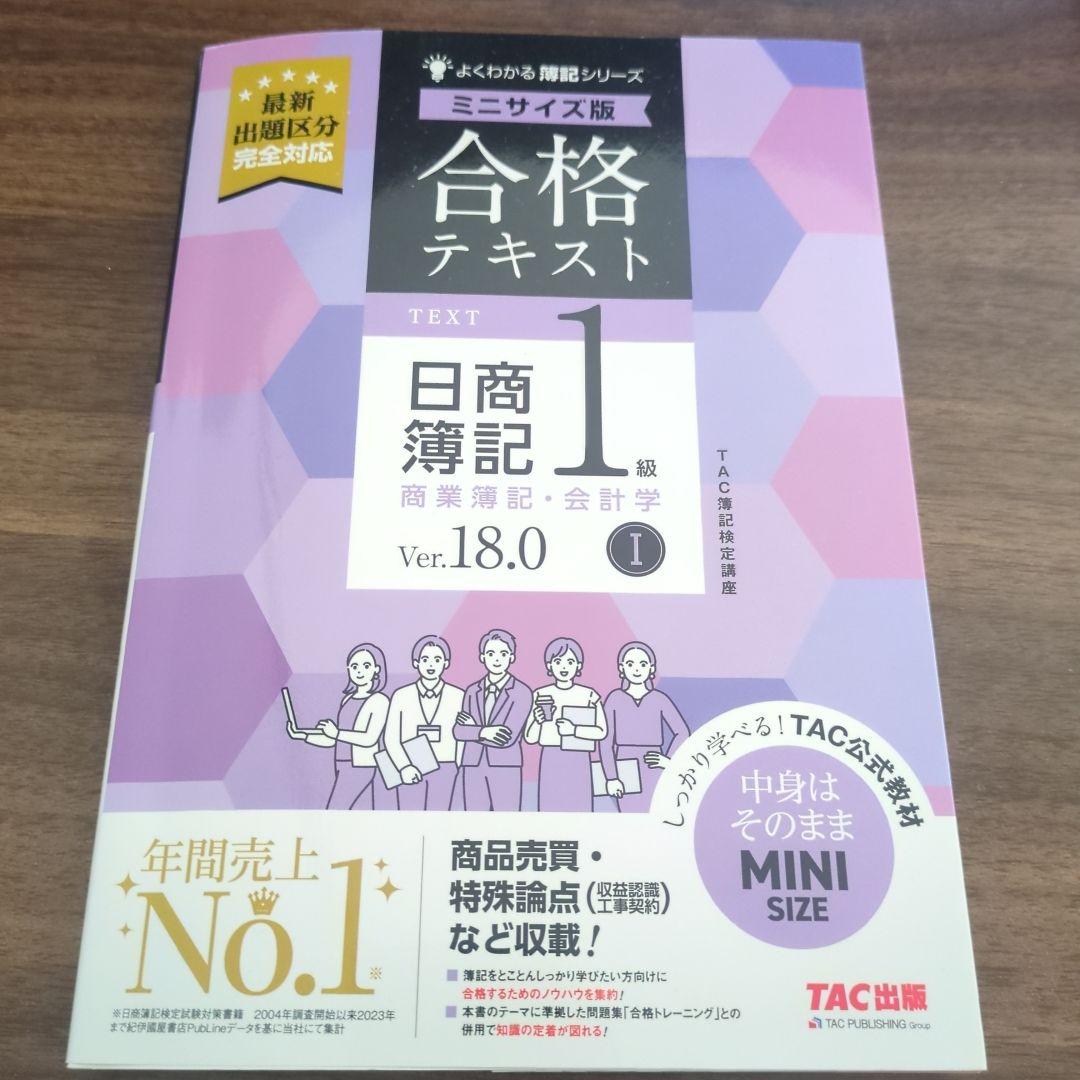 最新
出題区分
完全対応
よくわかる簿記シリーズ
ミニサイズ版
合格
テキスト
TEXT
日商
簿記
1級
商業簿記・会計学
Ver.18.0
I
TAC簿記検定講座
しっかり学べる!TAC公式教材
中身は
そのまま
MINI
SIZE
年間売上
No.1※
※日商簿記検定試験対策書籍 2004年調査開始以来2023年
まで紀伊國屋書店PubLineデータを基に当社にて集計
商品売買・
特殊論点(収益認識
工事契約)
など収載!
■簿記をとことんしっかり学びたい方向けに
合格するためのノウハウを集約!
■本書のテーマに準拠した問題集「合格トレーニング」との
併用で知識の定着が図れる!
TAC出版
TAC PUBLISHING Group